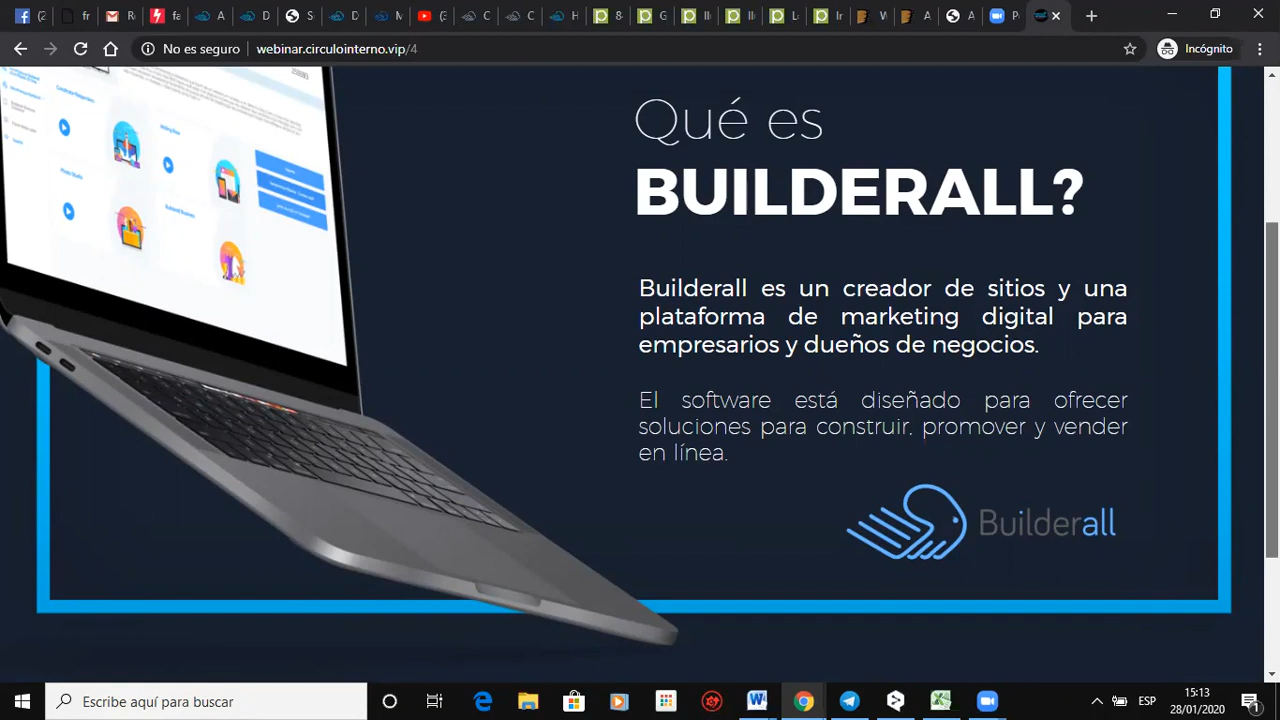 No es seguro
webinar.circulointerno.vip/4
Incógnito
Qué es
BUILDERALL?
Builderall es un creador de sitios y una
plataforma de marketing digital para
empresarios y dueños de negocios.
El software está diseñado para ofrecer
soluciones para construir, promover y vender
en línea.
Builderall
Escribe aquí para buscar
ESP
15:13
28/01/2020